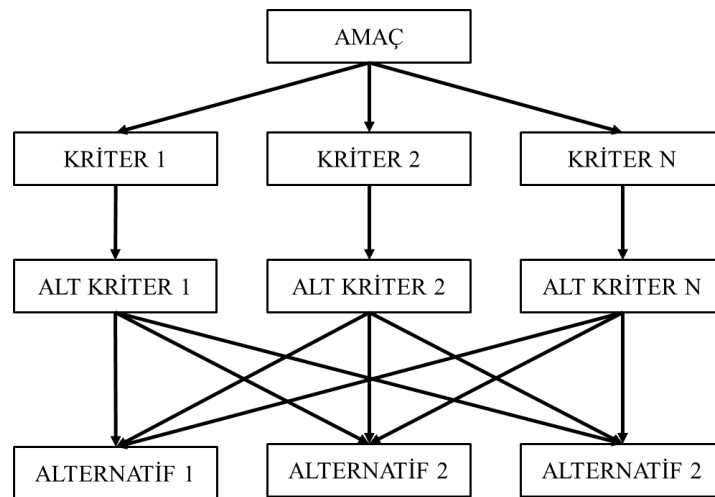 AMAÇ
KRİTER 1
KRİTER 2
KRİTER N
ALT KRİTER 1
ALT KRİTER 2
ALT KRİTER N
ALTERNATİF 1
ALTERNATİF 2
ALTERNATİF 2